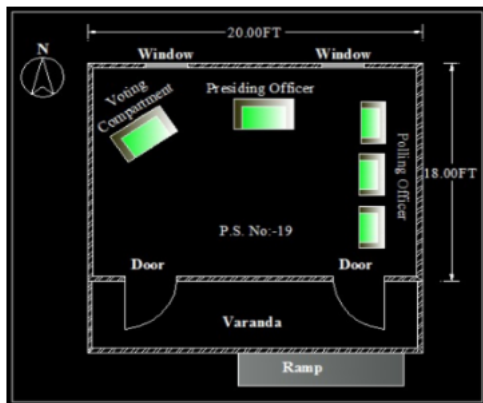 20.00FT
N
Window
Window
Voting
Compartment
Presiding Officer
Polling Officer
18.00FT
P.S. No:-19
Door
Door
Varanda
Ramp